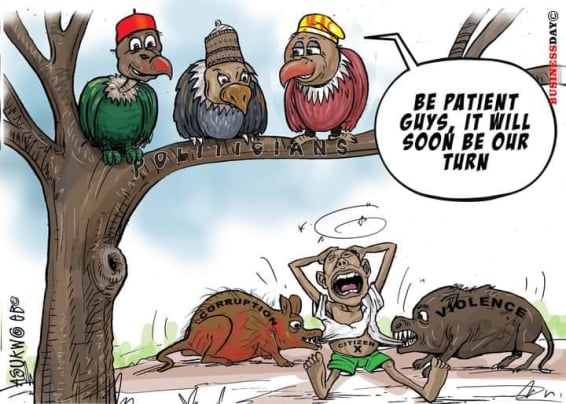 BUSINESSDAY©
BE PATIENT
GUYS, IT WILL
SOON BE OUR
TURN
POLITICIANS
CORRUPTION
VIOLENCE
CITIZEN
X